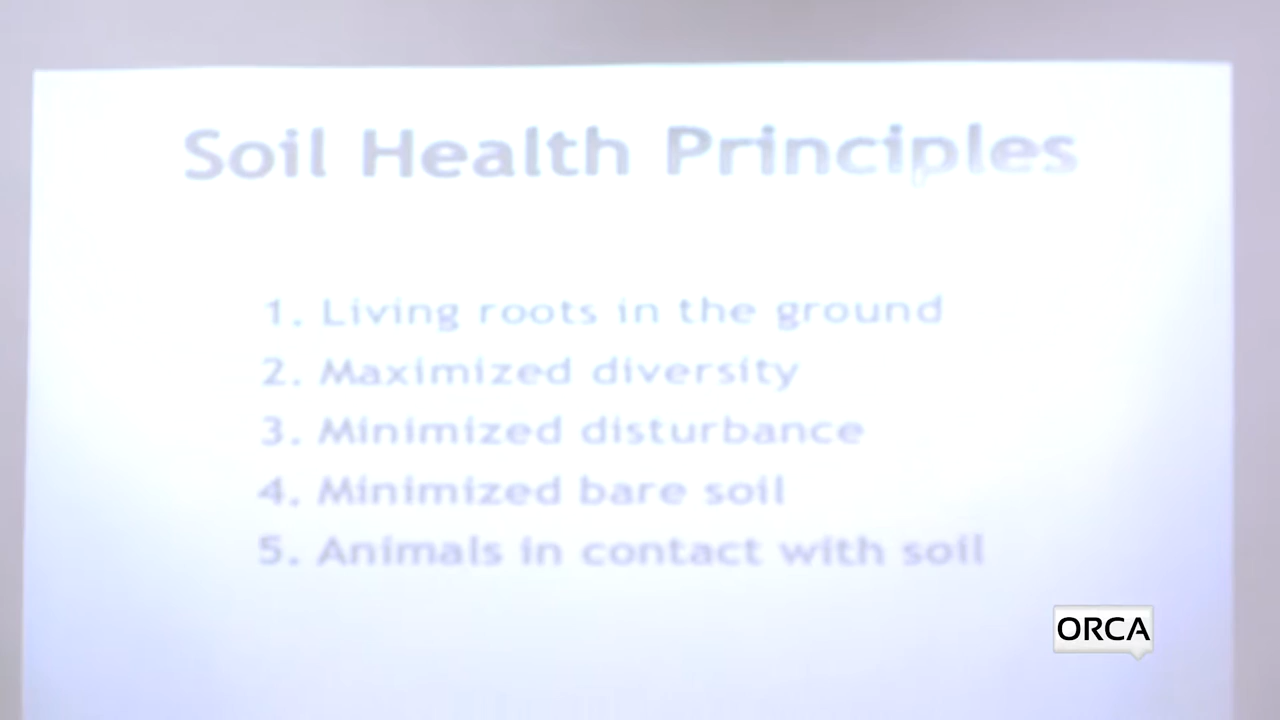 Soil Health Principles
1. Living roots in the ground
2. Maximized diversity
3. Minimized disturbance
4. Minimized bare soil
5. Animals in contact with soil
ORCA